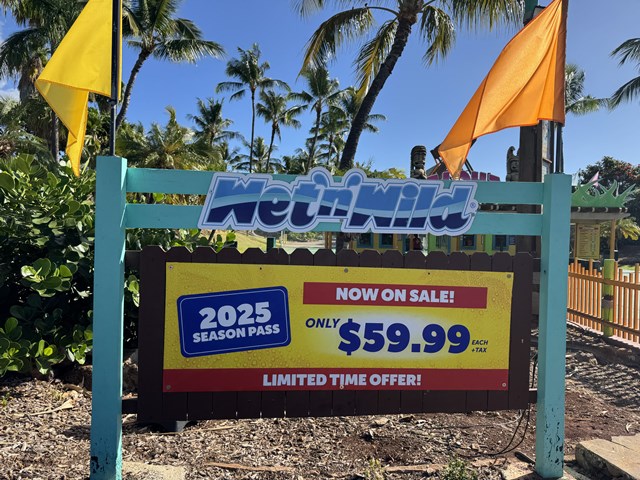 Wet'n'Wild
2025
SEASON PASS
NOW ON SALE!
ONLY $59.99 EACH
+TAX
LIMITED TIME OFFER!